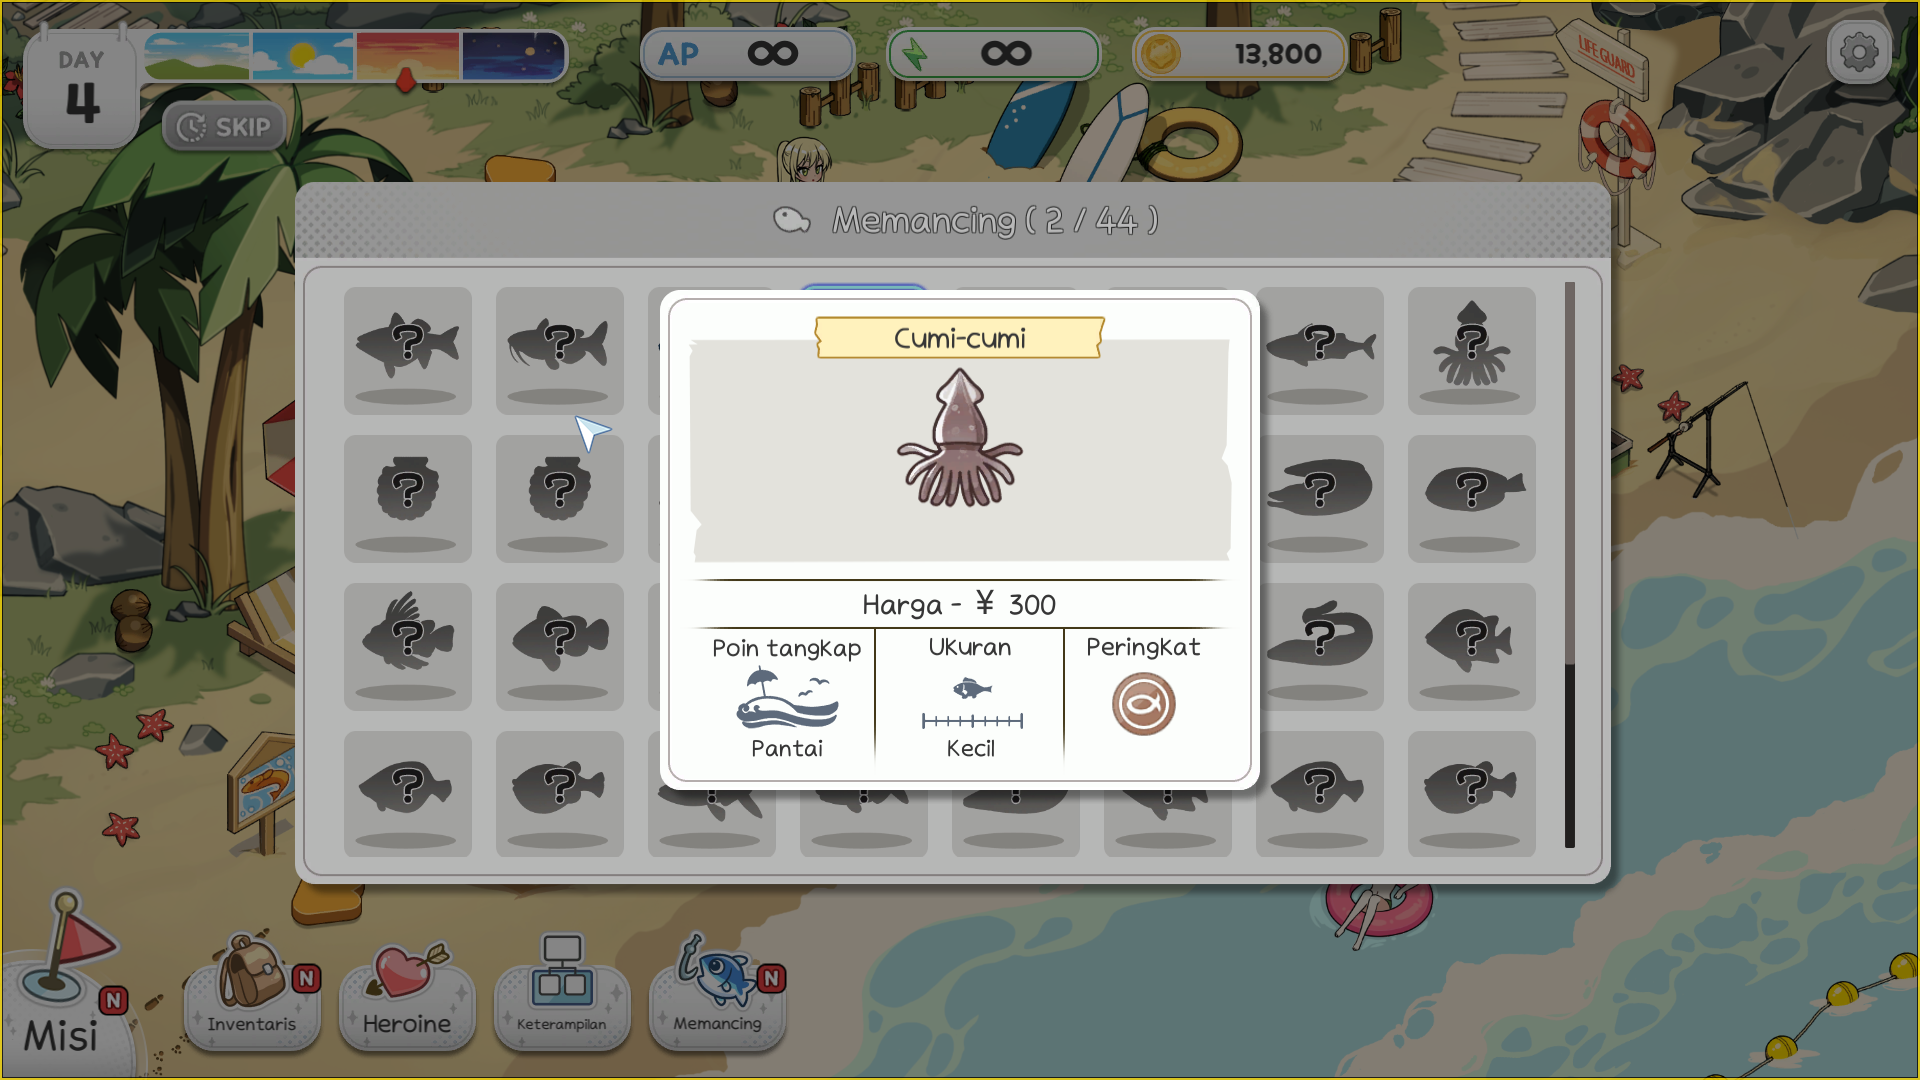 DAY
4
SKIP
AP ∞
∞
13,800
LIFE GUARD
Memancing ( 2 / 44 )
Cumi-cumi
Harga - ¥ 300
Poin tangkap
Ukuran
Peringkat
Pantai
Kecil
N
Misi
N
Inventaris
Heroine
Keterampilan
N
Memancing